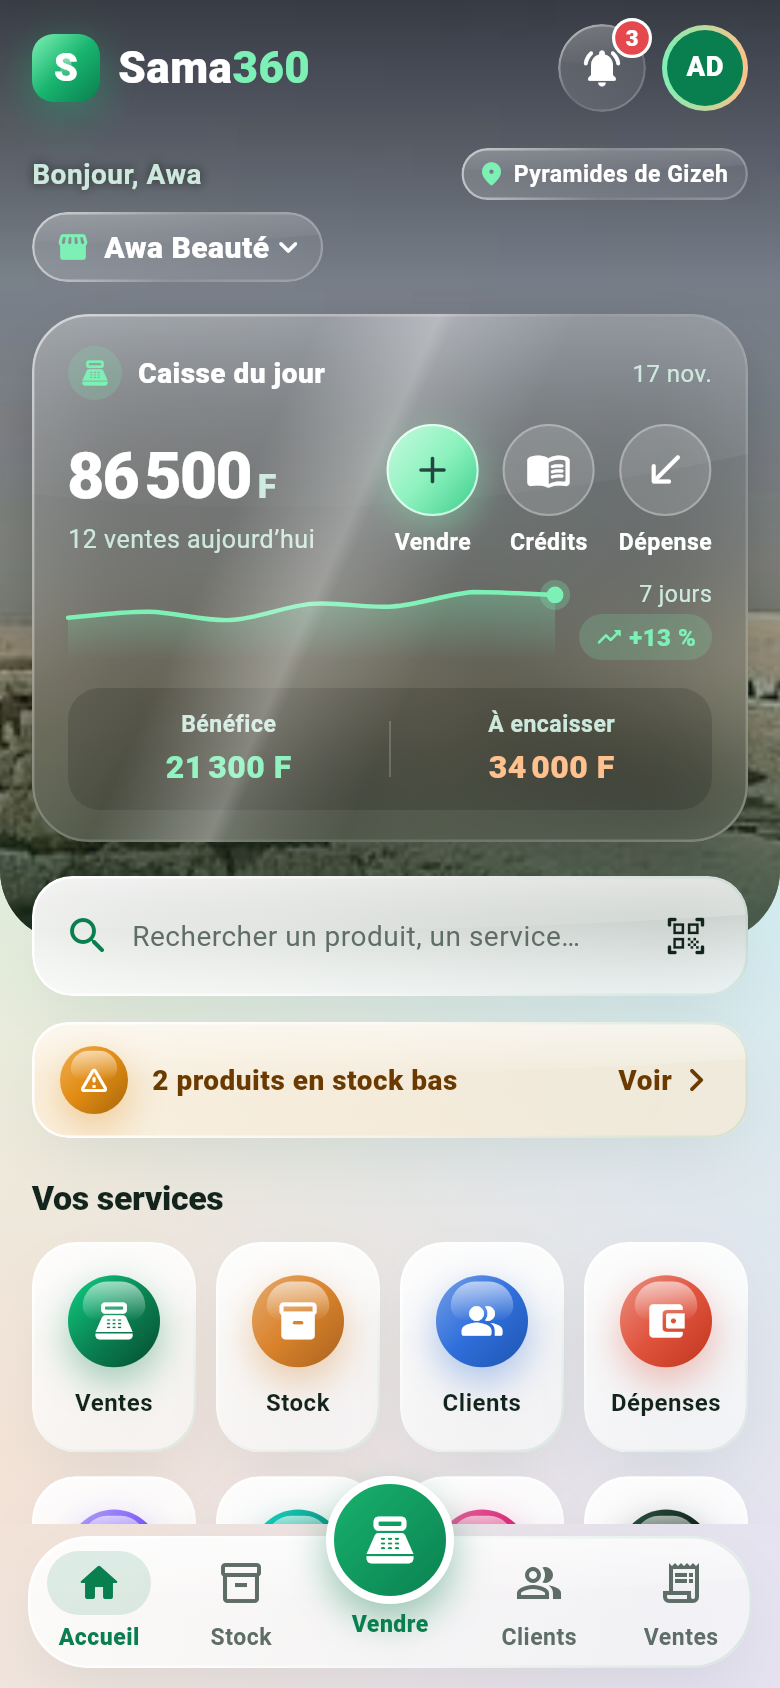 S
Sama360
3
AD
Bonjour, Awa
Pyramides de Gizeh
Awa Beauté
Caisse du jour
17 nov.
86 500 F
12 ventes aujourd’hui
Vendre
Crédits
Dépense
7 jours
+13 %
Bénéfice
À encaisser
21 300 F
34 000 F
Rechercher un produit, un service…
2 produits en stock bas
Voir
Vos services
Ventes
Stock
Clients
Dépenses
Accueil
Stock
Vendre
Clients
Ventes